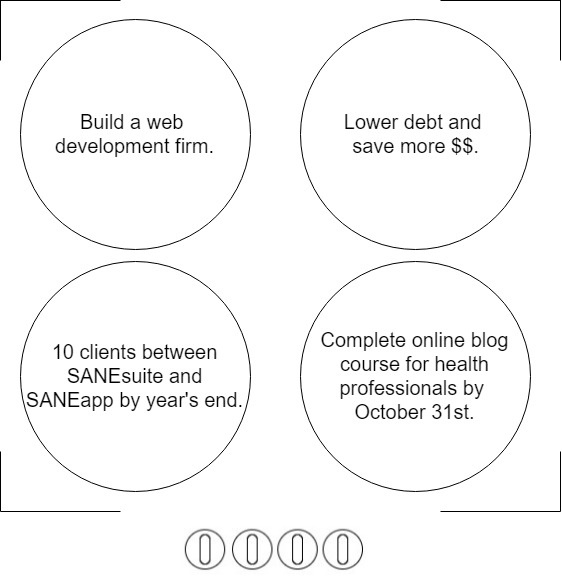 Build a web
development firm.
Lower debt and
save more $$.
10 clients between
SANEsuite and
SANEapp by year's end.
Complete online blog
course for health
professionals by
October 31st.